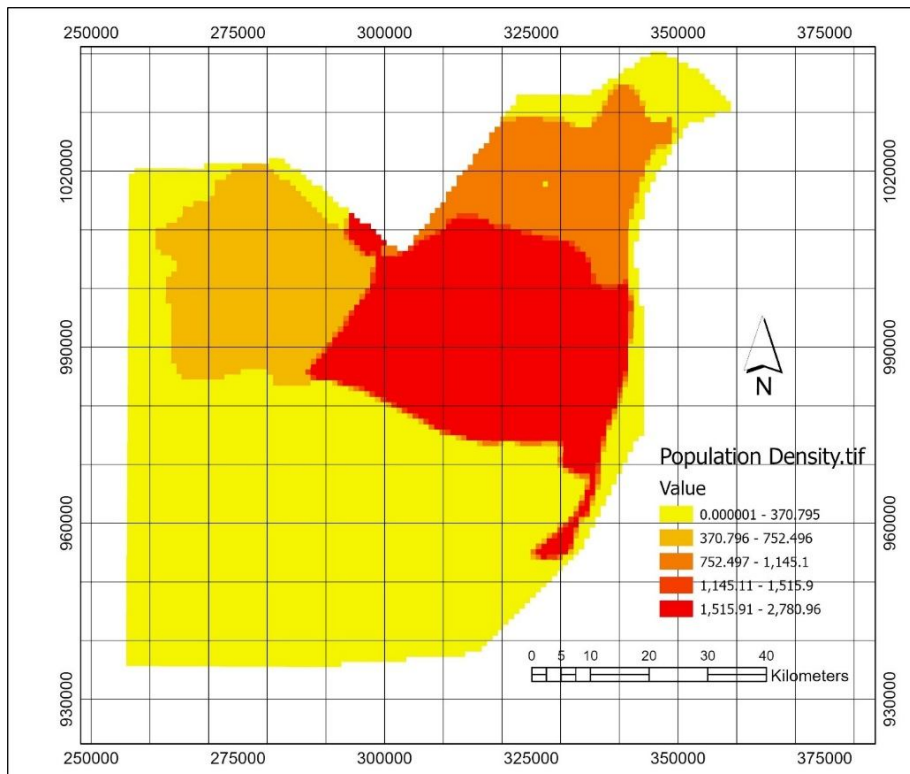 250000 275000 300000 325000 350000 375000
1020000 1020000
990000 990000
N
Population Density.tif
Value
0.000001 - 370.795
960000 960000
370.796 - 752.496
752.497 - 1,145.1
1,145.11 - 1,515.9
1,515.91 - 2,780.96
0 5 10 20 30 40
Kilometers
930000 930000
250000 275000 300000 325000 350000 375000